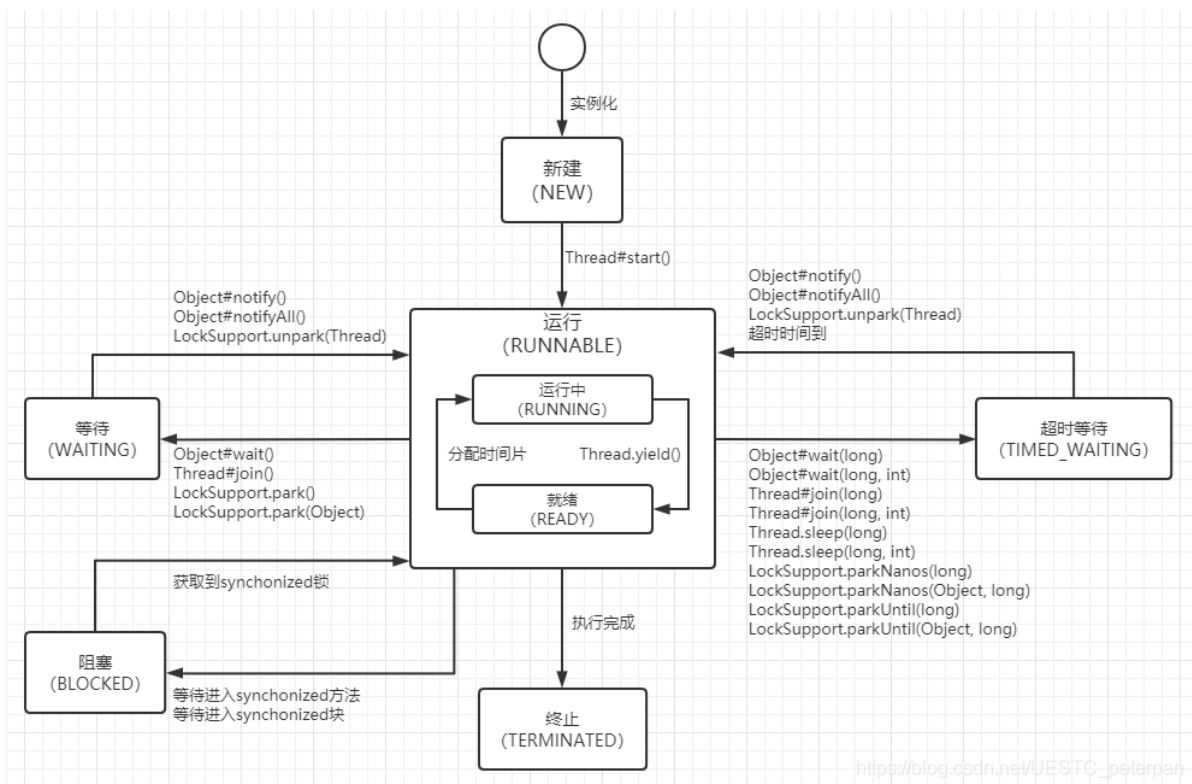 实例化
新建
(NEW)
Thread#start()
Object#notify()
Object#notifyAll()
LockSupport.unpark(Thread)
Object#notify()
Object#notifyAll()
LockSupport.unpark(Thread)
超时时间到
运行
(RUNNABLE)
运行中
(RUNNING)
分配时间片
Thread.yield()
就绪
(READY)
等待
(WAITING)
超时等待
(TIMED_WAITING)
Object#wait()
Thread#join()
LockSupport.park()
LockSupport.park(Object)
Object#wait(long)
Object#wait(long, int)
Thread#join(long)
Thread#join(long, int)
Thread.sleep(long)
Thread.sleep(long, int)
LockSupport.parkNanos(long)
LockSupport.parkNanos(Object, long)
LockSupport.parkUntil(long)
LockSupport.parkUntil(Object, long)
获取到synchonized锁
执行完成
阻塞
(BLOCKED)
等待进入synchonized方法
等待进入synchonized块
终止
(TERMINATED)
https://blog.csdn.net/UESTC_peterpan